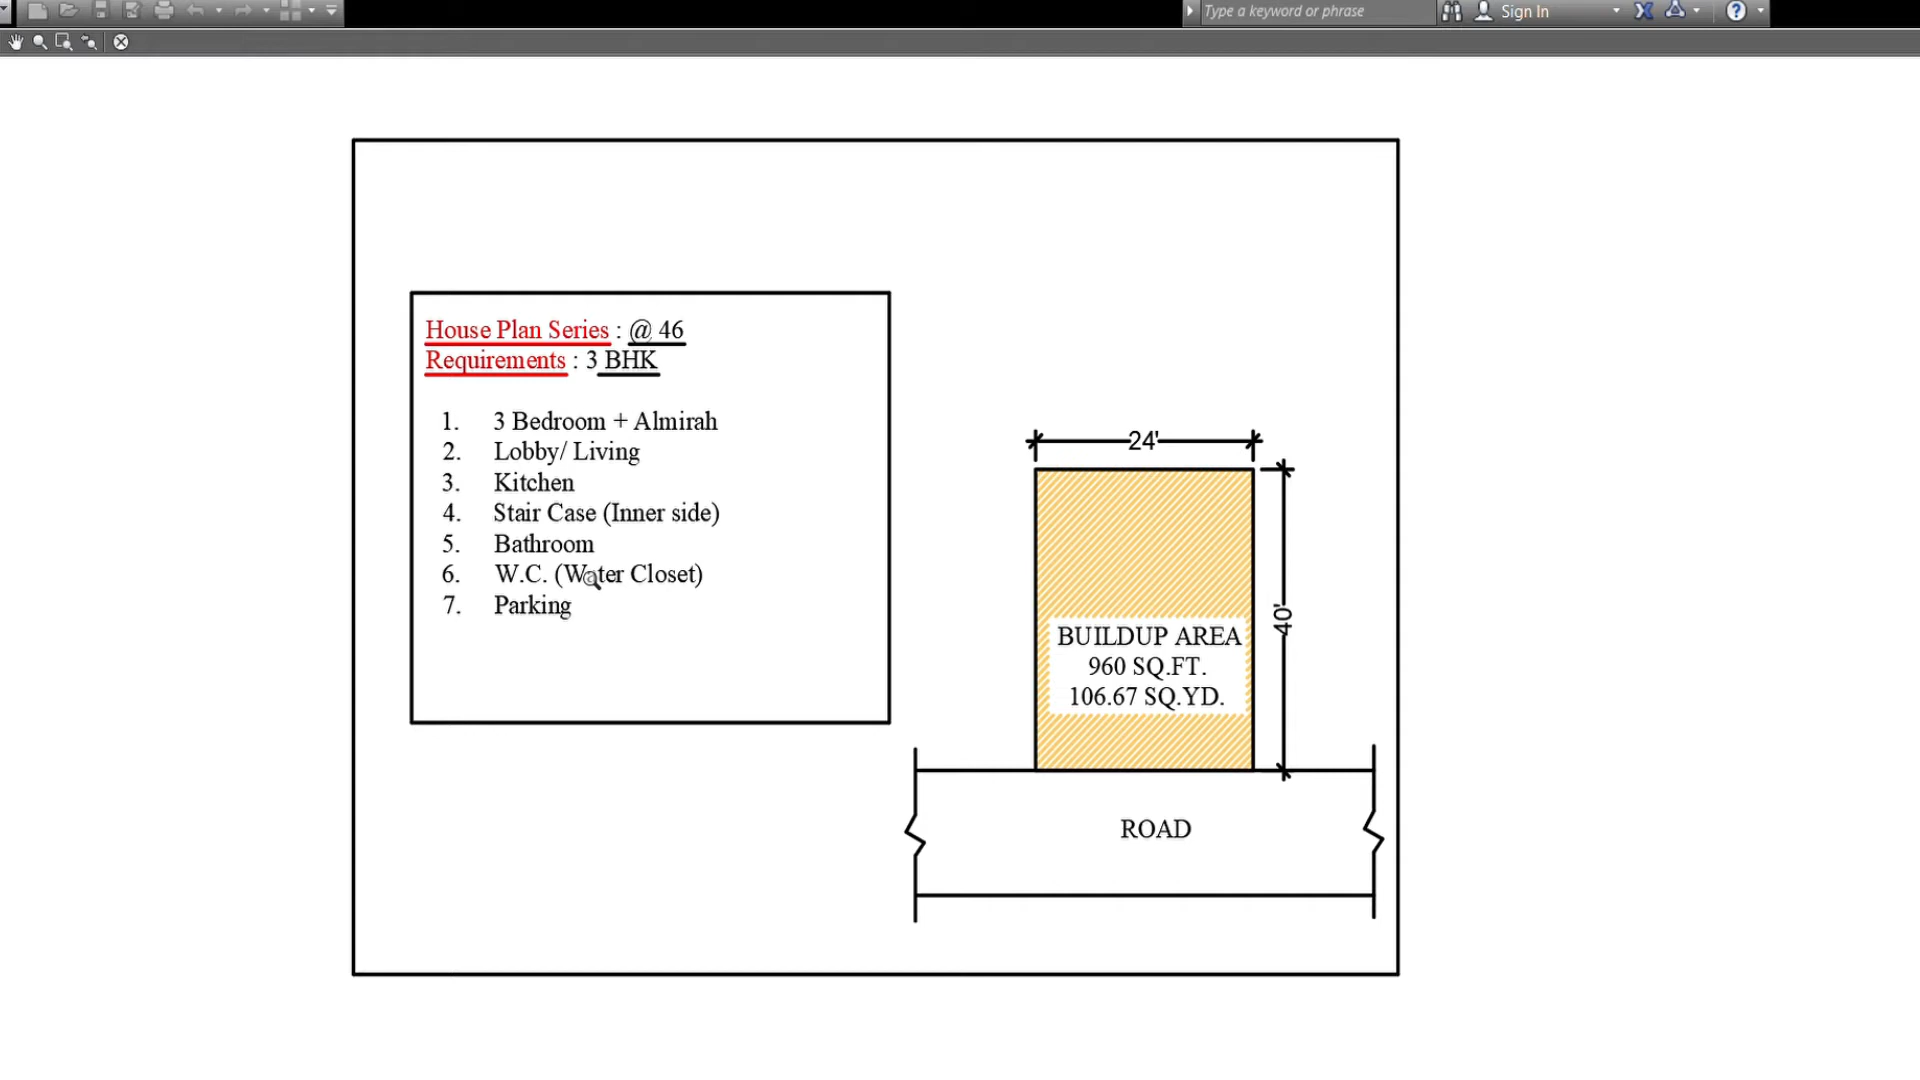 Type a keyword or phrase
Sign In
House Plan Series : @ 46
Requirements : 3 BHK
1. 3 Bedroom + Almirah
2. Lobby/ Living
3. Kitchen
4. Stair Case (Inner side)
5. Bathroom
6. W.C. (Water Closet)
7. Parking
24'
40'
BUILDUP AREA
960 SQ.FT.
106.67 SQ.YD.
ROAD